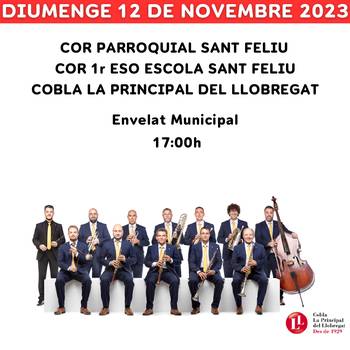 DIUMENGE 12 DE NOVEMBRE 2023
COR PARROQUIAL SANT FELIU
COR 1r ESO ESCOLA SANT FELIU
COBLA LA PRINCIPAL DEL LLOBREGAT
Envelat Municipal
17:00h
Cobla
La Principal
del Llobregat
Des de 1929